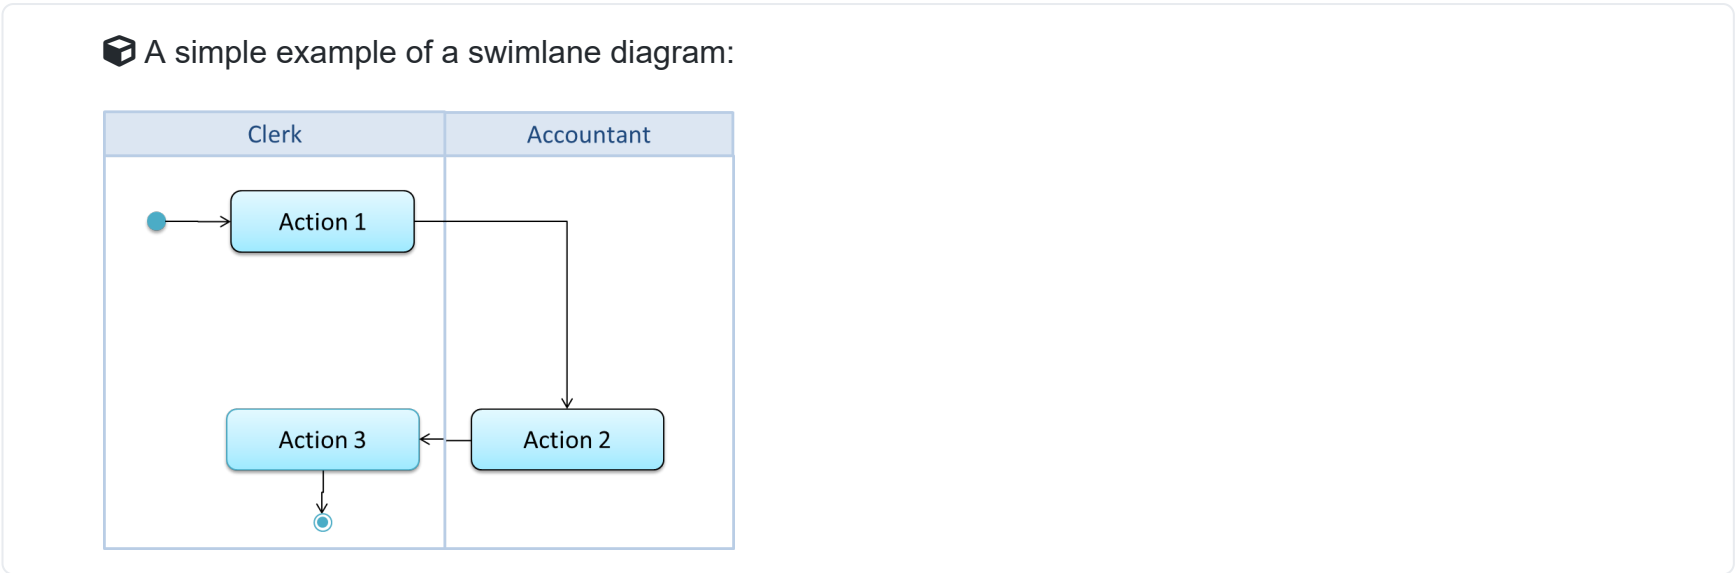 A simple example of a swimlane diagram:
Clerk
Accountant
Action 1
Action 3
Action 2